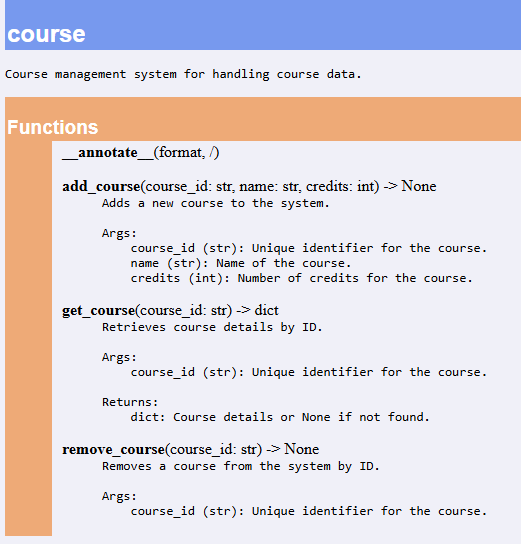 course
Course management system for handling course data.
Functions
__annotate__(format, /)
add_course(course_id: str, name: str, credits: int) -> None
Adds a new course to the system.
Args:
course_id (str): Unique identifier for the course.
name (str): Name of the course.
credits (int): Number of credits for the course.
get_course(course_id: str) -> dict
Retrieves course details by ID.
Args:
course_id (str): Unique identifier for the course.
Returns:
dict: Course details or None if not found.
remove_course(course_id: str) -> None
Removes a course from the system by ID.
Args:
course_id (str): Unique identifier for the course.